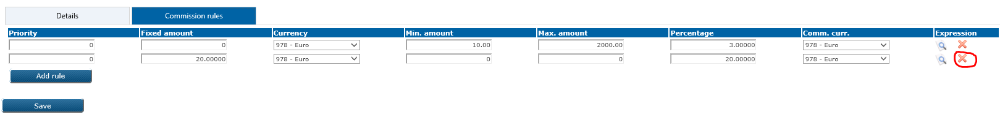 Details Commission rules
Priority Fixed amount Currency Min. amount Max. amount Percentage Comm. curr. Expression
0 0 978 - Euro 10.00 2000.00 3.00000 978 - Euro
0 20.00000 978 - Euro 0 0 20.00000 978 - Euro
Add rule
Save